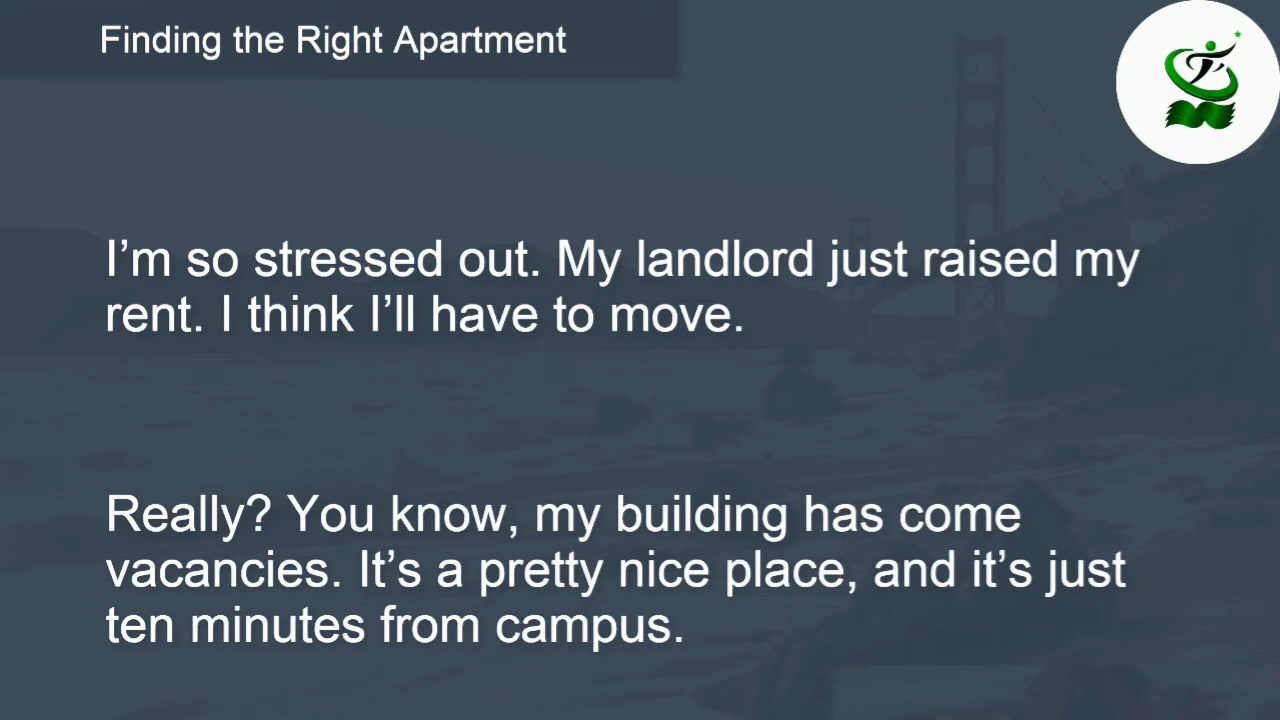 Finding the Right Apartment
I’m so stressed out. My landlord just raised my
rent. I think I’ll have to move.
Really? You know, my building has come
vacancies. It’s a pretty nice place, and it’s just
ten minutes from campus.